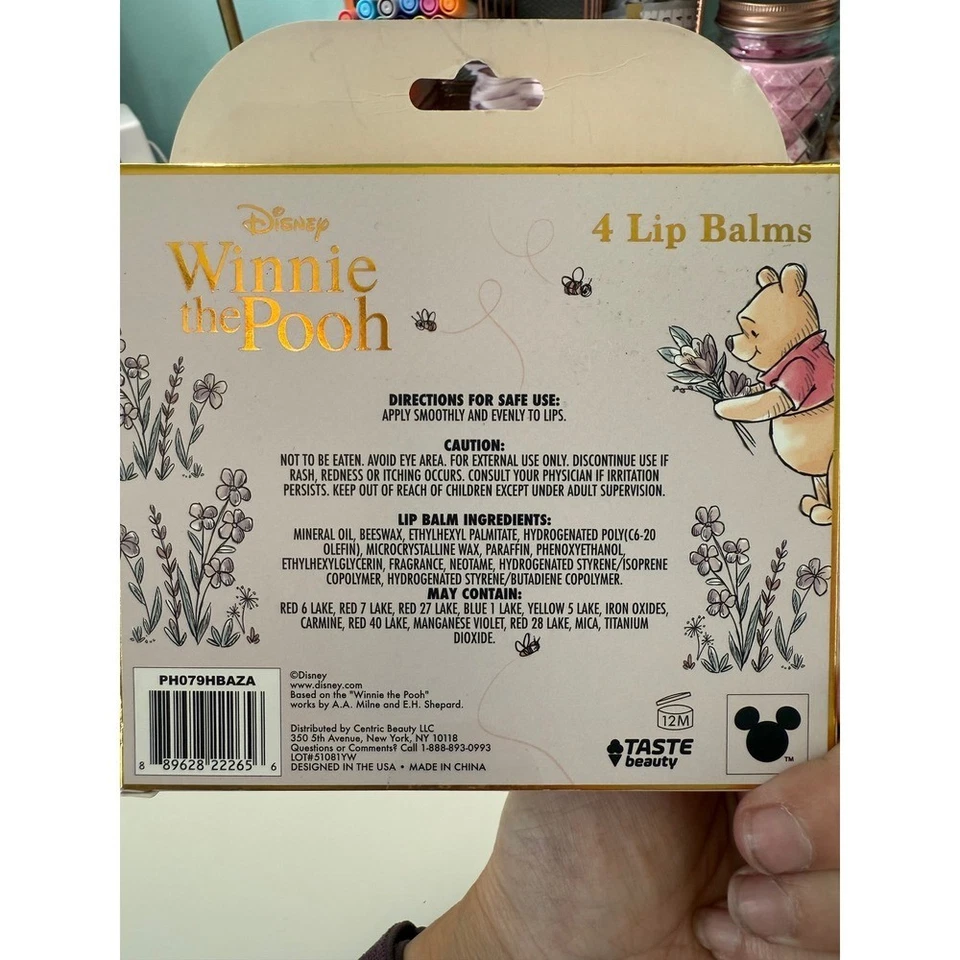 Disney
Winnie
the Pooh
4 Lip Balms
DIRECTIONS FOR SAFE USE:
APPLY SMOOTHLY AND EVENLY TO LIPS.
CAUTION:
NOT TO BE EATEN. AVOID EYE AREA. FOR EXTERNAL USE ONLY. DISCONTINUE USE IF
RASH, REDNESS OR ITCHING OCCURS. CONSULT YOUR PHYSICIAN IF IRRITATION
PERSISTS. KEEP OUT OF REACH OF CHILDREN EXCEPT UNDER ADULT SUPERVISION.
LIP BALM INGREDIENTS:
MINERAL OIL, BEESWAX, ETHYLHEXYL PALMITATE, HYDROGENATED POLY(C6-20
OLEFIN), MICROCRYSTALLINE WAX, PARAFFIN, PHENOXYETHANOL,
ETHYLHEXYLGLYCERIN, FRAGRANCE, NEOTAME, HYDROGENATED STYRENE/ISOPRENE
COPOLYMER, HYDROGENATED STYRENE/BUTADIENE COPOLYMER.
MAY CONTAIN:
RED 6 LAKE, RED 7 LAKE, RED 27 LAKE, BLUE 1 LAKE, YELLOW 5 LAKE, IRON OXIDES,
CARMINE, RED 40 LAKE, MANGANESE VIOLET, RED 28 LAKE, MICA, TITANIUM
DIOXIDE.
PH079HBAZA
8 89628 22265 6
©Disney
www.disney.com
Based on the "Winnie the Pooh"
works by A.A. Milne and E.H. Shepard.
Distributed by Centric Beauty LLC
350 5th Avenue, New York, NY 10118
Questions or Comments? Call 1-888-893-0993
LOT#51081YW
DESIGNED IN THE USA • MADE IN CHINA
12M
TASTE
beauty
TM